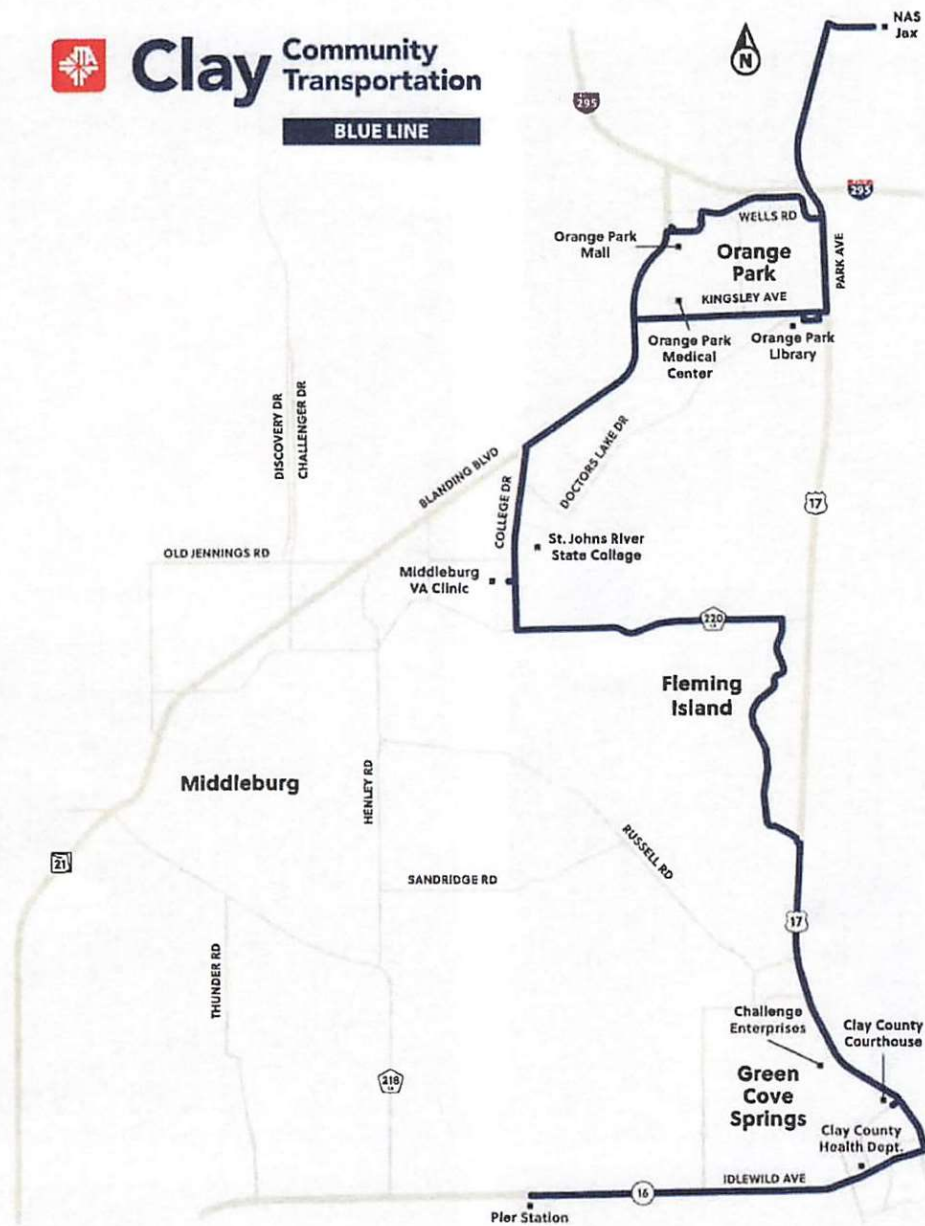 JTA
Clay Community
Transportation
BLUE LINE
N
NAS
Jax
295
295
WELLS RD
Orange Park
Mall
Orange
Park
PARK AVE
KINGSLEY AVE
Orange Park
Medical
Center
Orange Park
Library
DISCOVERY DR
CHALLENGER DR
BLANDING BLVD
COLLEGE DR
DOCTORS LAKE DR
17
OLD JENNINGS RD
St. Johns River
State College
Middleburg
VA Clinic
220
Fleming
Island
Middleburg
HENLEY RD
RUSSELL RD
21
SANDRIDGE RD
17
THUNDER RD
Challenge
Enterprises
Clay County
Courthouse
218
Green
Cove
Springs
Clay County
Health Dept.
IDLEWILD AVE
16
Pier Station